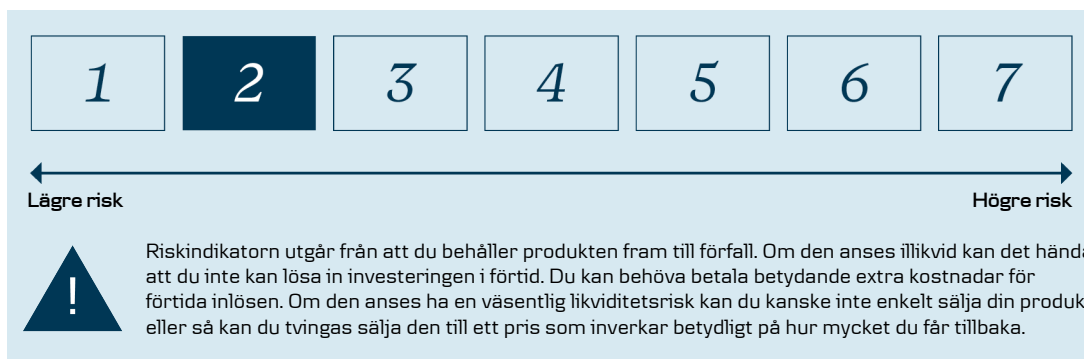 1 2 3 4 5 6 7
Lägre risk Högre risk
Riskindikatorn utgår från att du behåller produkten fram till förfall. Om den anses illikvid kan det hända
att du inte kan lösa in investeringen i förtid. Du kan behöva betala betydande extra kostnadar för
förtida inlösen. Om den anses ha en väsentlig likviditetsrisk kan du kanske inte enkelt sälja din produk
eller så kan du tvingas sälja den till ett pris som inverkar betydligt på hur mycket du får tillbaka.
!